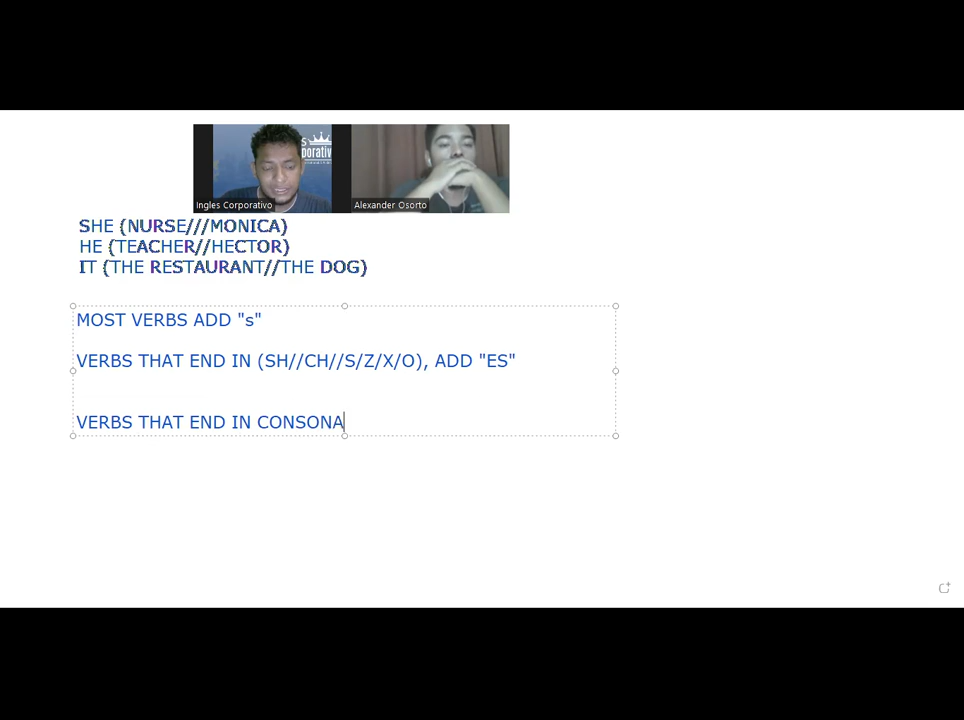 S
porativ
Ingles Corporativo
Alexander Osorto
SHE (NURSE///MONICA)
HE (TEACHER//HECTOR)
IT (THE RESTAURANT//THE DOG)
MOST VERBS ADD "s"
VERBS THAT END IN (SH//CH//S/Z/X/O), ADD "ES"
VERBS THAT END IN CONSONA